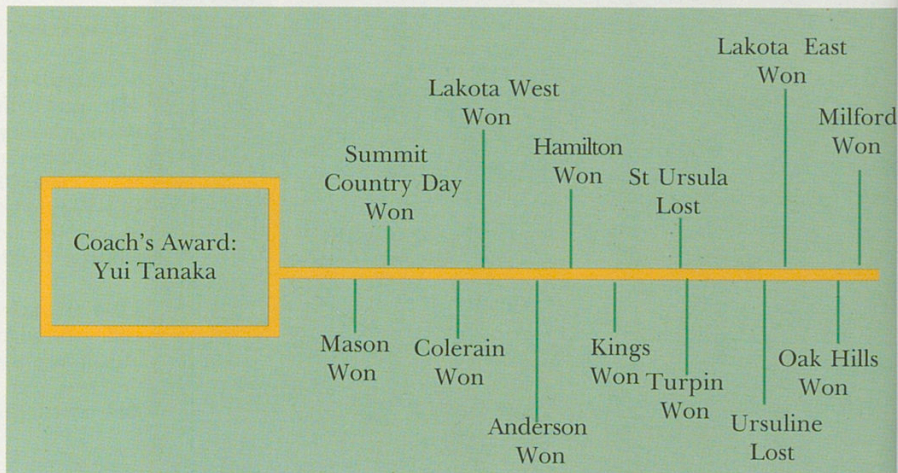 Coach's Award:
Yui Tanaka
Mason
Won
Summit
Country Day
Won
Colerain
Won
Lakota West
Won
Anderson
Won
Hamilton
Won
Kings
Won
St Ursula
Lost
Turpin
Won
Ursuline
Lost
Lakota East
Won
Oak Hills
Won
Milford
Won